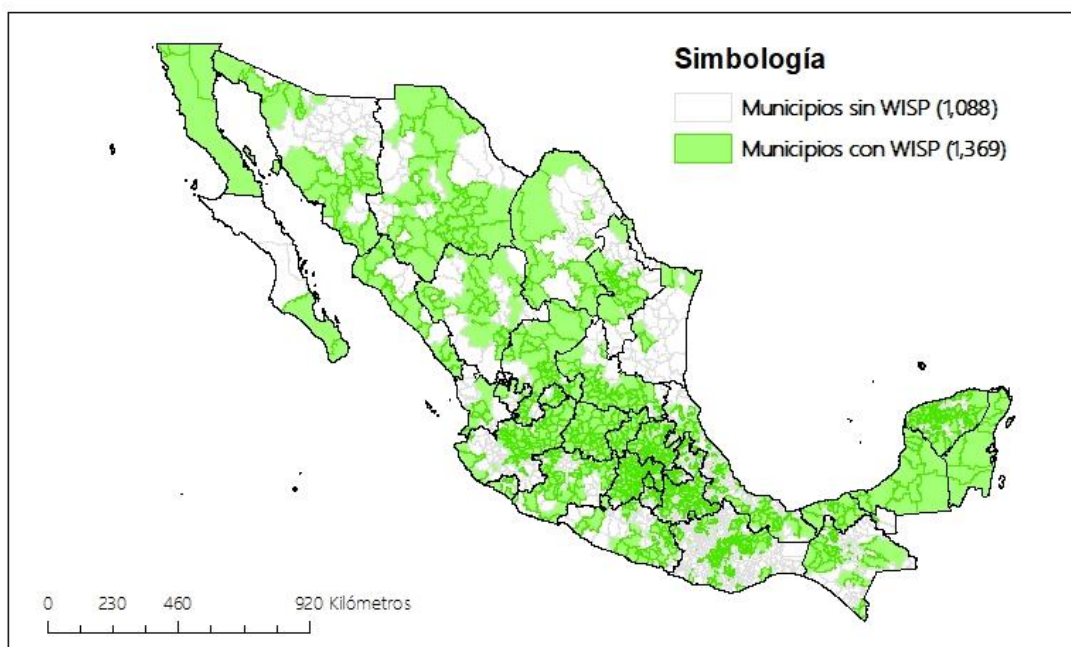 Simbología
Municipios sin WISP (1,088)
Municipios con WISP (1,369)
0 230 460 920 Kilómetros